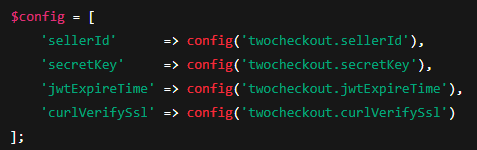 $config = [
    'sellerId'     => config('twocheckout.sellerId'),
    'secretKey'    => config('twocheckout.secretKey'),
    'jwtExpireTime' => config('twocheckout.jwtExpireTime'),
    'curlVerifySsl' => config('twocheckout.curlVerifySsl')
];